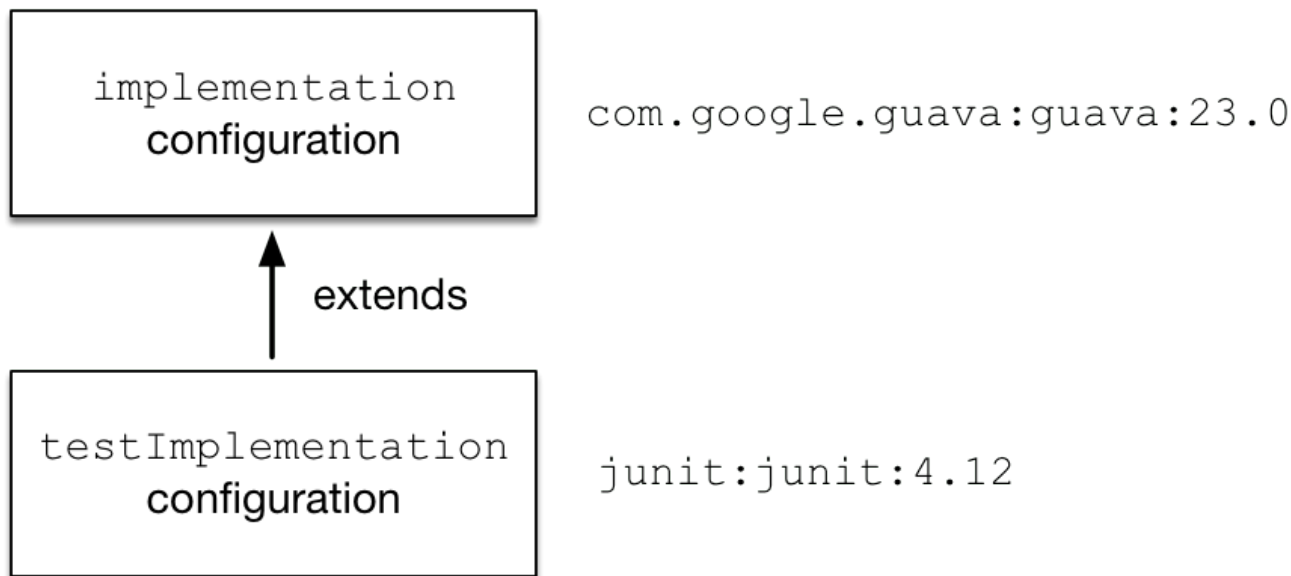 implementation
configuration
com.google.guava:guava:23.0
extends
testImplementation
configuration
junit:junit:4.12